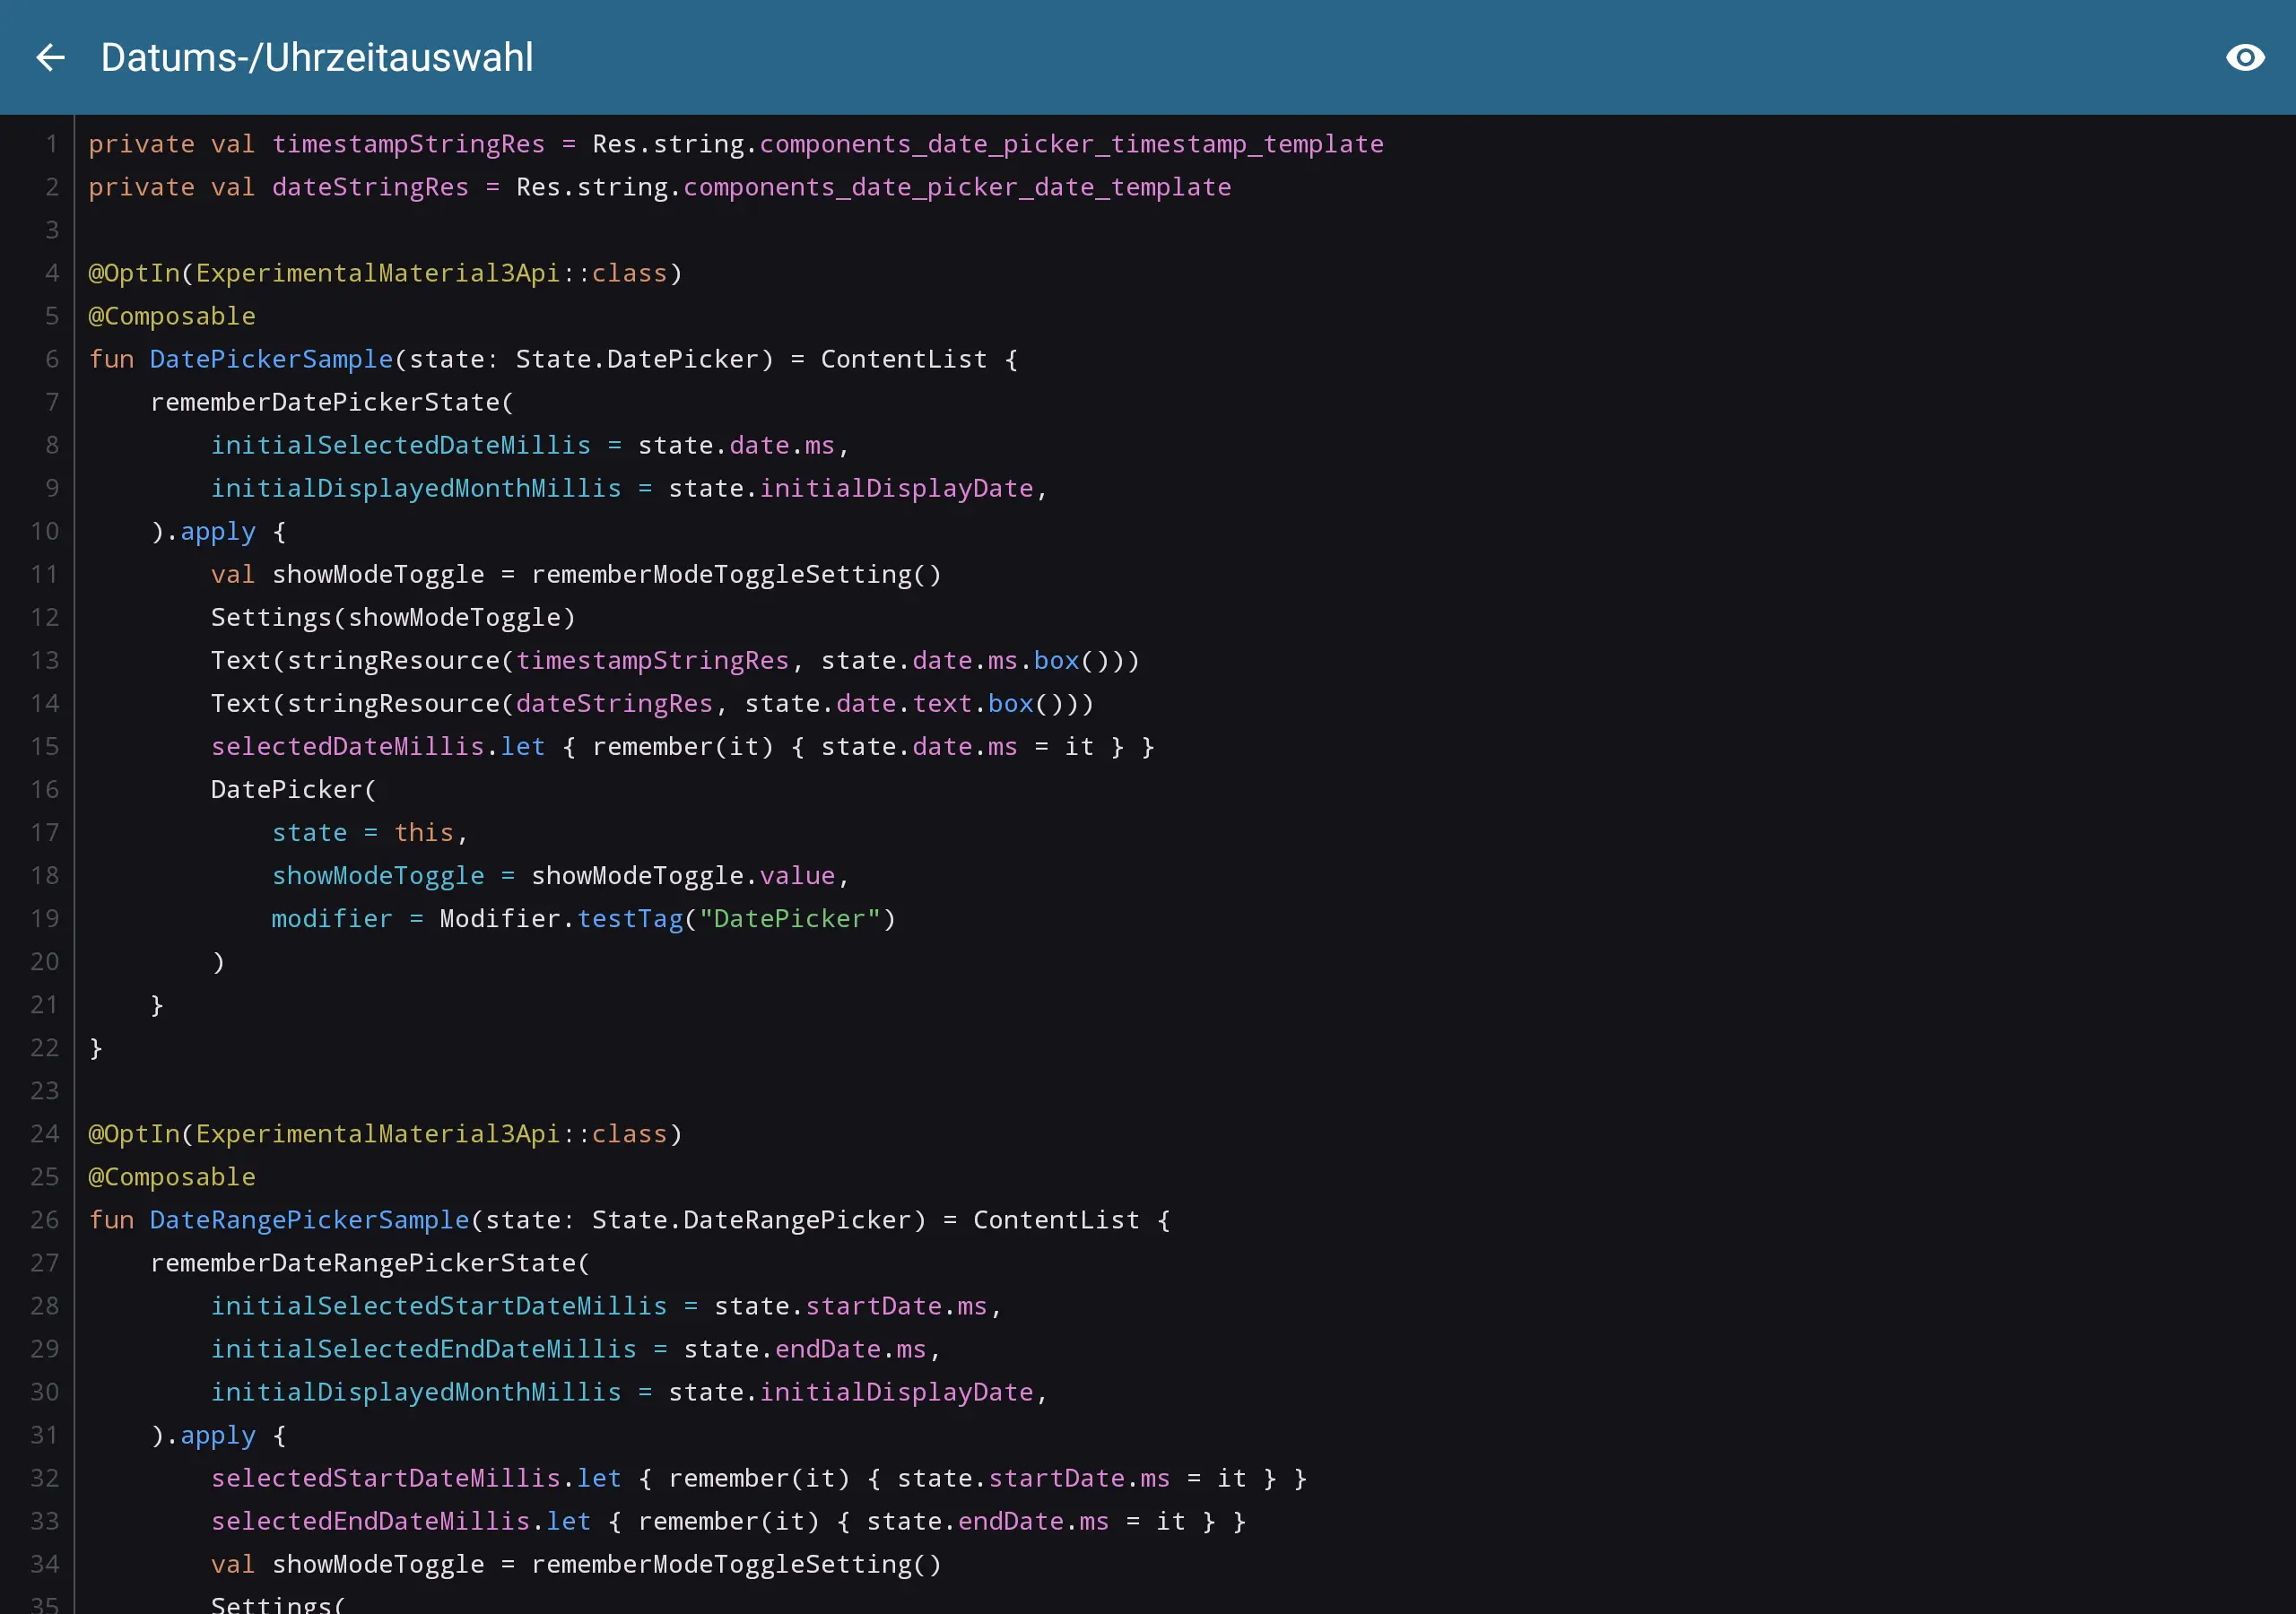 Datums-/Uhrzeitauswahl
1 private val timestampStringRes = Res.string.components_date_picker_timestamp_template
2 private val dateStringRes = Res.string.components_date_picker_date_template
3
4 @OptIn(ExperimentalMaterial3Api::class)
5 @Composable
6 fun DatePickerSample(state: State.DatePicker) = ContentList {
7     rememberDatePickerState(
8         initialSelectedDateMillis = state.date.ms,
9         initialDisplayedMonthMillis = state.initialDisplayDate,
10     ).apply {
11         val showModeToggle = rememberModeToggleSetting()
12         Settings(showModeToggle)
13         Text(stringResource(timestampStringRes, state.date.ms.box()))
14         Text(stringResource(dateStringRes, state.date.text.box()))
15         selectedDateMillis.let { remember(it) { state.date.ms = it } }
16         DatePicker(
17             state = this,
18             showModeToggle = showModeToggle.value,
19             modifier = Modifier.testTag("DatePicker")
20         )
21     }
22 }
23
24 @OptIn(ExperimentalMaterial3Api::class)
25 @Composable
26 fun DateRangePickerSample(state: State.DateRangePicker) = ContentList {
27     rememberDateRangePickerState(
28         initialSelectedStartDateMillis = state.startDate.ms,
29         initialSelectedEndDateMillis = state.endDate.ms,
30         initialDisplayedMonthMillis = state.initialDisplayDate,
31     ).apply {
32         selectedStartDateMillis.let { remember(it) { state.startDate.ms = it } }
33         selectedEndDateMillis.let { remember(it) { state.endDate.ms = it } }
34         val showModeToggle = rememberModeToggleSetting()
35         Settings(